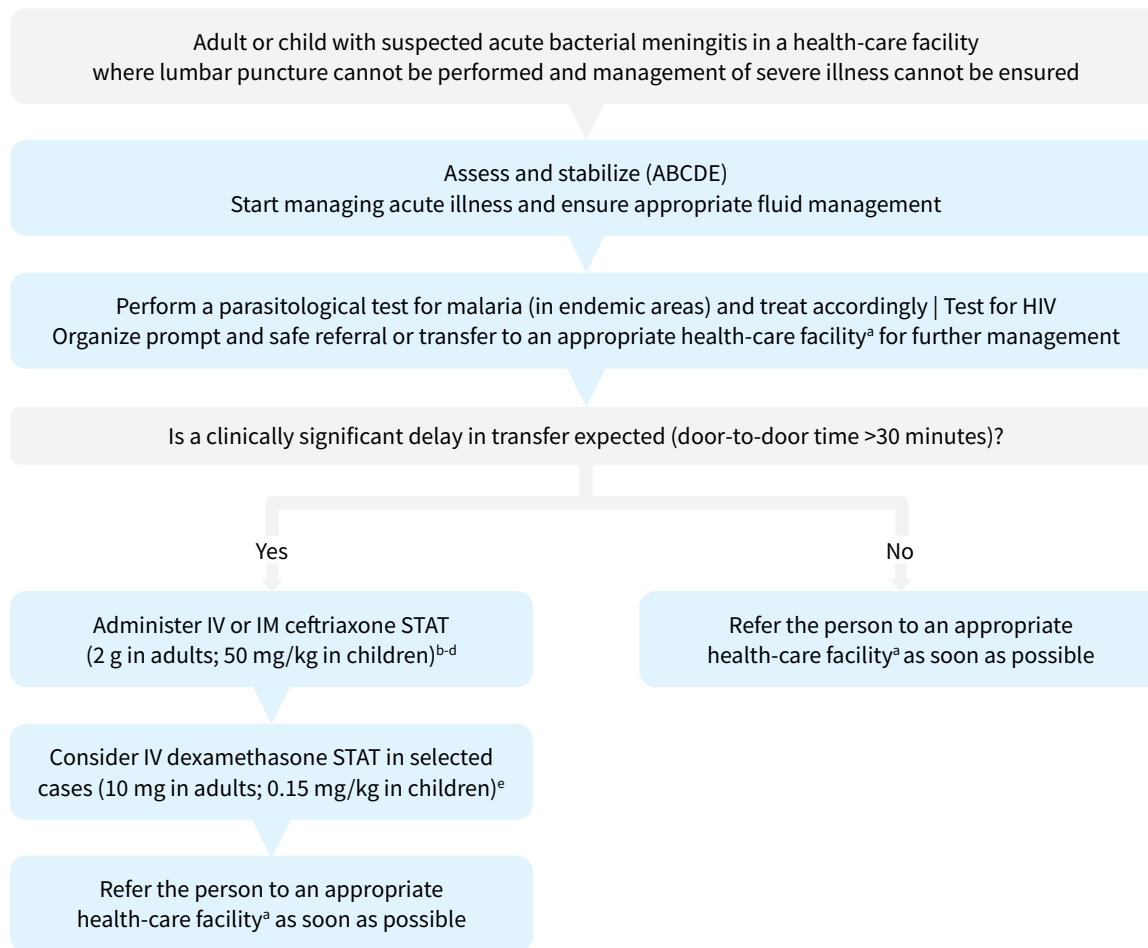 Adult or child with suspected acute bacterial meningitis in a health-care facility
where lumbar puncture cannot be performed and management of severe illness cannot be ensured
Assess and stabilize (ABCDE)
Start managing acute illness and ensure appropriate fluid management
Perform a parasitological test for malaria (in endemic areas) and treat accordingly | Test for HIV
Organize prompt and safe referral or transfer to an appropriate health-care facilityᵃ for further management
Is a clinically significant delay in transfer expected (door-to-door time >30 minutes)?
Yes
No
Administer IV or IM ceftriaxone STAT
(2 g in adults; 50 mg/kg in children)ᵇ⁻ᵈ
Consider IV dexamethasone STAT in selected
cases (10 mg in adults; 0.15 mg/kg in children)ᵉ
Refer the person to an appropriate
health-care facilityᵃ as soon as possible
Refer the person to an appropriate
health-care facilityᵃ as soon as possible